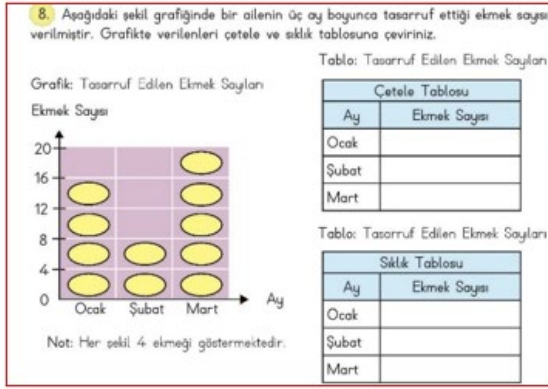 8. Aşağıdaki şekil grafiğinde bir ailenin üç ay boyunca tasarruf ettiği ekmek sayısı
verilmiştir. Grafikte verilenleri çetele ve sıklık tablosuna çeviriniz.
Grafik: Tasarruf Edilen Ekmek Sayıları
Ekmek Sayısı
20
16
12
8
4
0
Ocak Şubat Mart Ay
Not: Her şekil 4 ekmeği göstermektedir.
Tablo: Tasarruf Edilen Ekmek Sayıları
Çetele Tablosu
Ay Ekmek Sayısı
Ocak
Şubat
Mart
Tablo: Tasarruf Edilen Ekmek Sayıları
Sıklık Tablosu
Ay Ekmek Sayısı
Ocak
Şubat
Mart